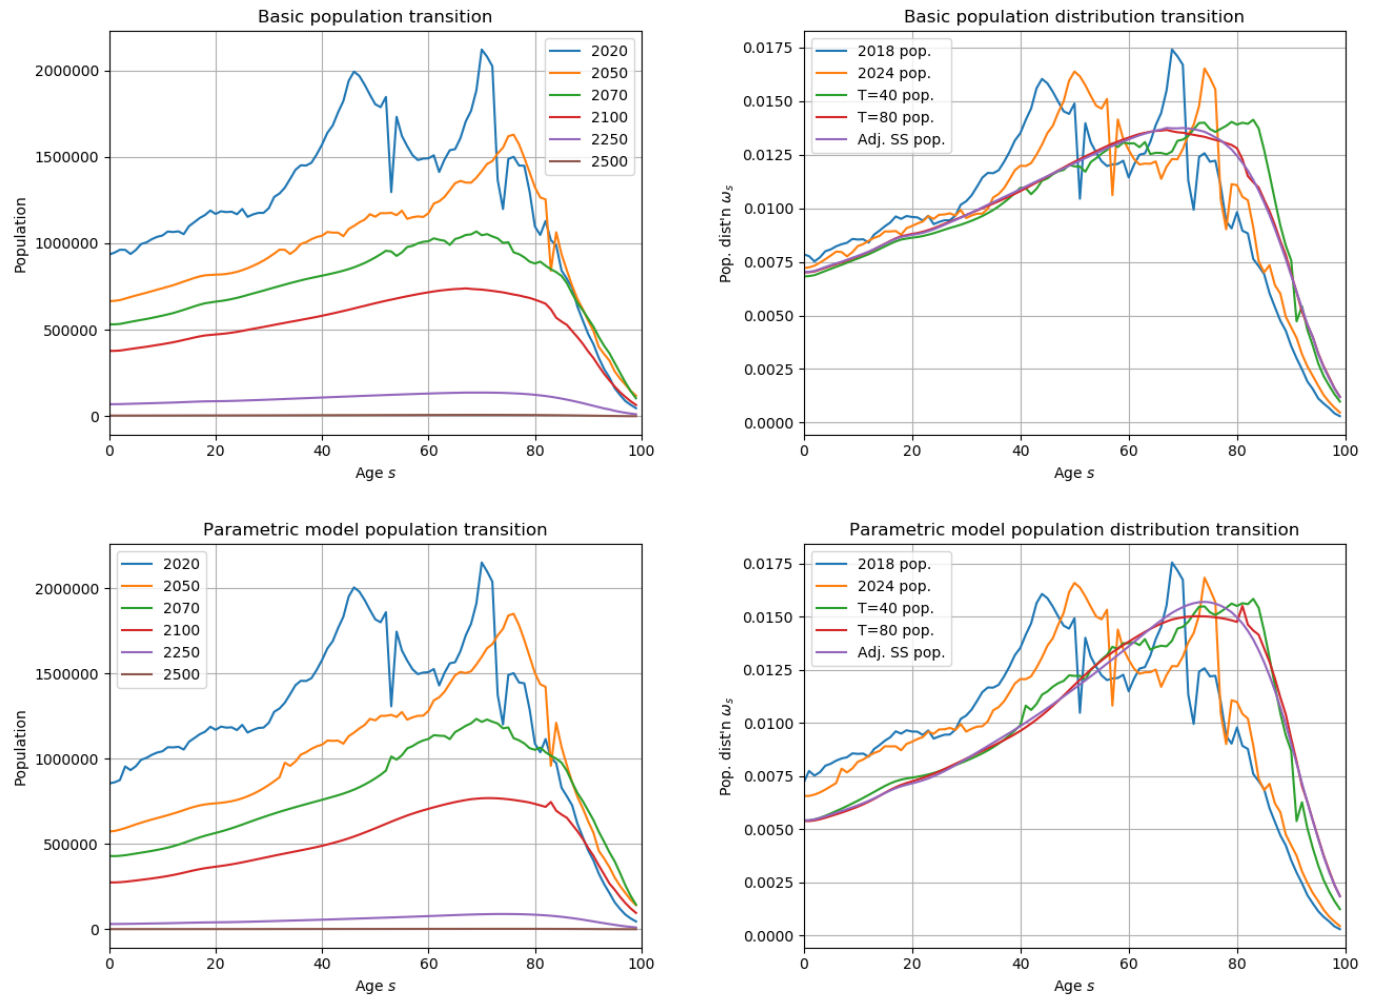 Basic population transition
2020
2050
2070
2100
2250
2500
2000000
1500000
1000000
500000
0
Population
0 20 40 60 80 100
Age s
Basic population distribution transition
2018 pop.
2024 pop.
T=40 pop.
T=80 pop.
Adj. SS pop.
0.0175
0.0150
0.0125
0.0100
0.0075
0.0050
0.0025
0.0000
Pop. dist'n ωs
0 20 40 60 80 100
Age s
Parametric model population transition
2020
2050
2070
2100
2250
2500
2000000
1500000
1000000
500000
0
Population
0 20 40 60 80 100
Age s
Parametric model population distribution transition
2018 pop.
2024 pop.
T=40 pop.
T=80 pop.
Adj. SS pop.
0.0175
0.0150
0.0125
0.0100
0.0075
0.0050
0.0025
0.0000
Pop. dist'n ωs
0 20 40 60 80 100
Age s